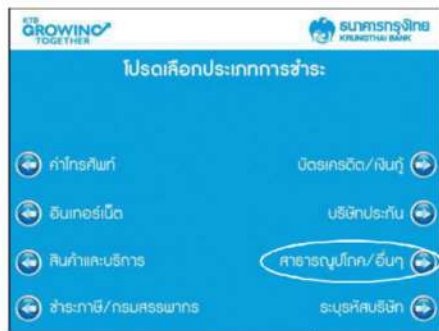 KTB
GROWING
TOGETHER
ธนาคารกรุงไทย
KRUNGTHAI BANK
โปรดเลือกประเภทการชำระ
ค่าโทรศัพท์
บัตรเครดิต/เงินกู้
อินเทอร์เน็ต
บริษัทประกัน
สินค้าและบริการ
สาธารณูปโภค/อื่นๆ
ชำระภาษี/กรมสรรพากร
ระบุรหัสบริษัท